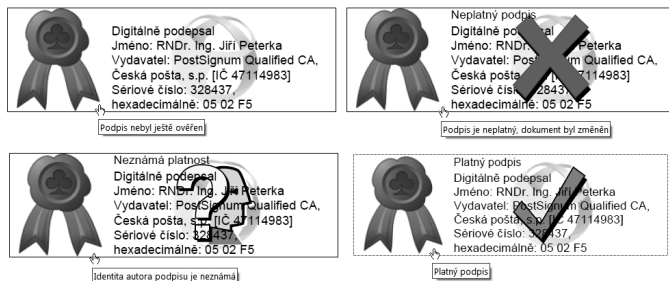 Digitálně podepsal
Jméno: RNDr. Ing. Jiří Peterka
Vydavatel: PostSignum Qualified CA,
Česká pošta, s.p. [IČ 47114983]
Sériové číslo: 328437,
hexadecimálně: 05 02 F5
Podpis nebyl ještě ověřen
Neplatný podpis
Digitálně podepsal
Jméno: RNDr. Ing. Jiří Peterka
Vydavatel: PostSignum Qualified CA,
Česká pošta, s.p. [IČ 47114983]
Sériové číslo: 328437,
hexadecimálně: 05 02 F5
Podpis je neplatný, dokument byl změněn
Neznámá platnost
Digitálně podepsal
Jméno: RNDr. Ing. Jiří Peterka
Vydavatel: PostSignum Qualified CA,
Česká pošta, s.p. [IČ 47114983]
Sériové číslo: 328437,
hexadecimálně: 05 02 F5
Identita autora podpisu je neznámá
Platný podpis
Digitálně podepsal
Jméno: RNDr. Ing. Jiří Peterka
Vydavatel: PostSignum Qualified CA,
Česká pošta, s.p. [IČ 47114983]
Sériové číslo: 328437,
hexadecimálně: 05 02 F5
Platný podpis